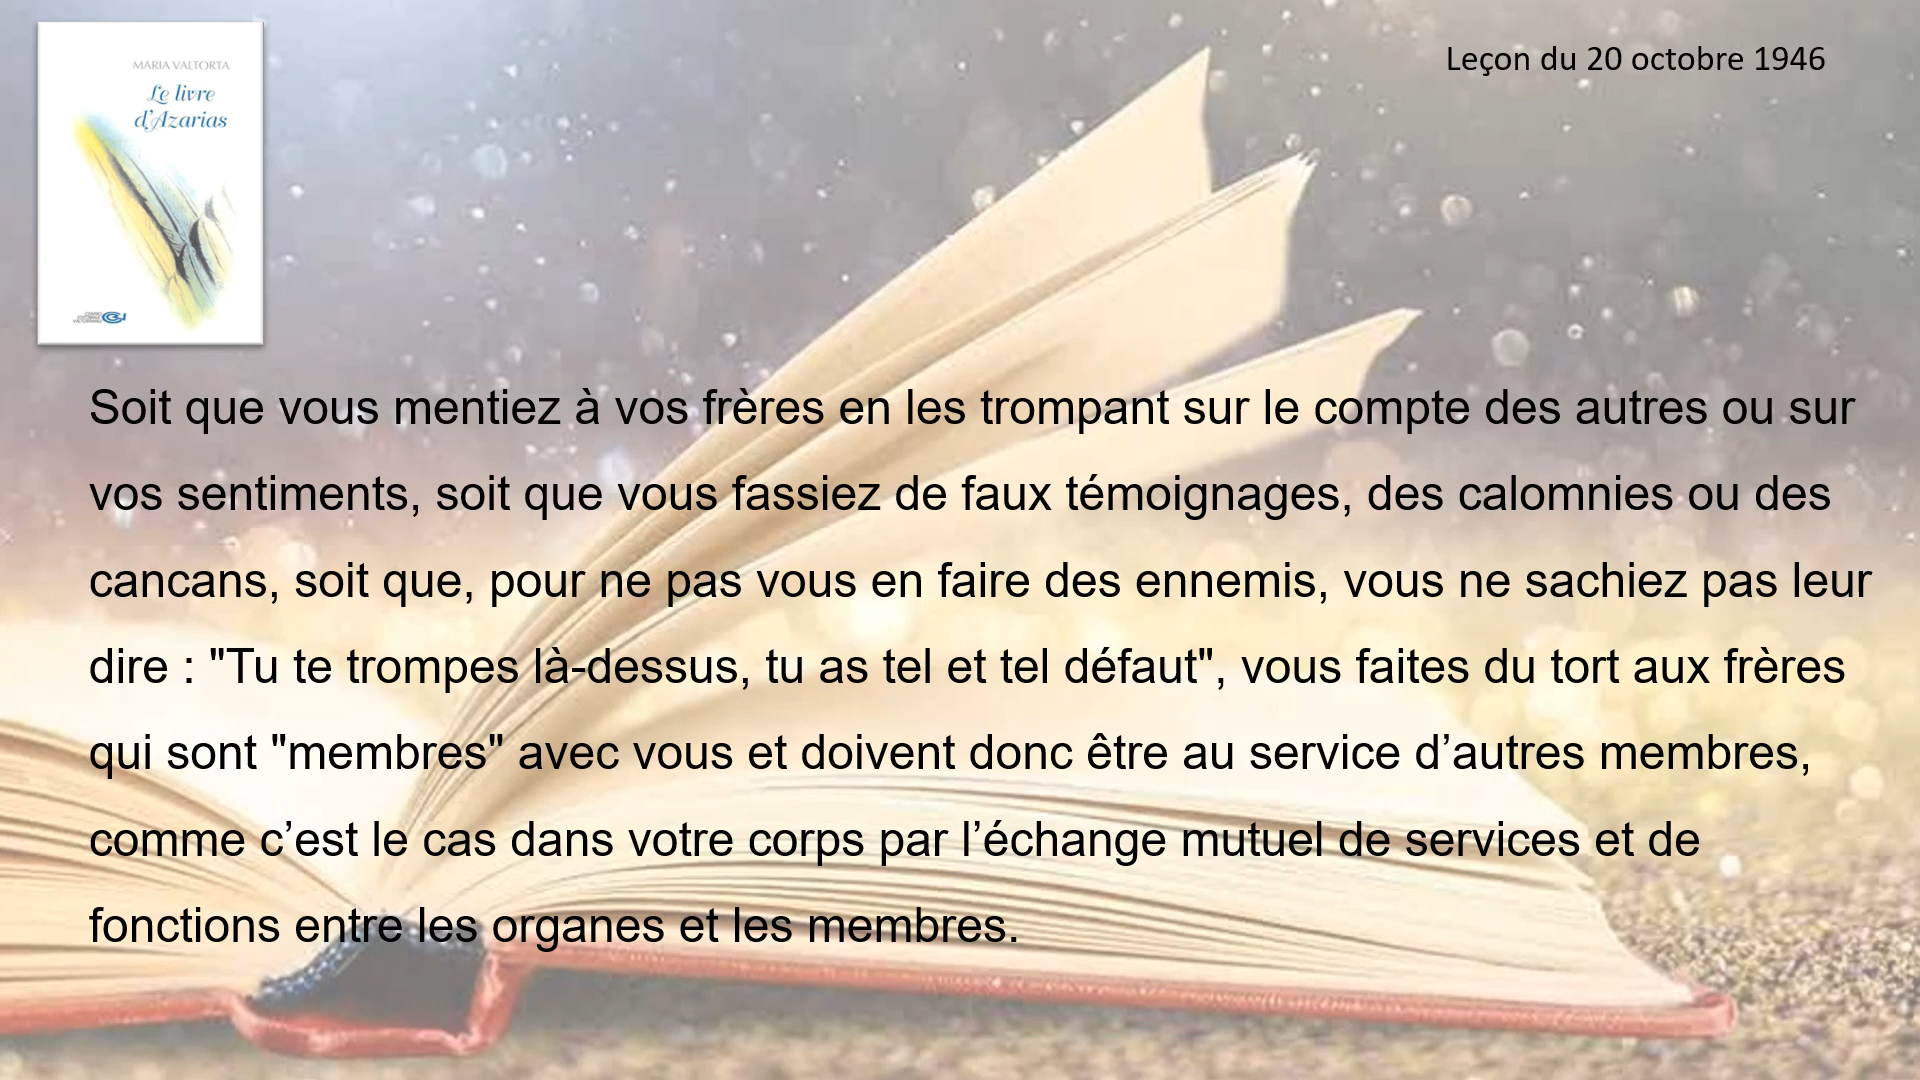 MARIA VALTORTA
Le livre
d'Azarias
CENTRO
EDITORIALE
VALTORTIANO
Leçon du 20 octobre 1946
Soit que vous mentiez à vos frères en les trompant sur le compte des autres ou sur
vos sentiments, soit que vous fassiez de faux témoignages, des calomnies ou des
cancans, soit que, pour ne pas vous en faire des ennemis, vous ne sachiez pas leur
dire : "Tu te trompes là-dessus, tu as tel et tel défaut", vous faites du tort aux frères
qui sont "membres" avec vous et doivent donc être au service d’autres membres,
comme c’est le cas dans votre corps par l’échange mutuel de services et de
fonctions entre les organes et les membres.